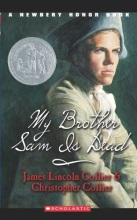 A NEWBERY HONOR BOOK
My Brother
Sam Is Dead
James Lincoln Collier &
Christopher Collier
SCHOLASTIC